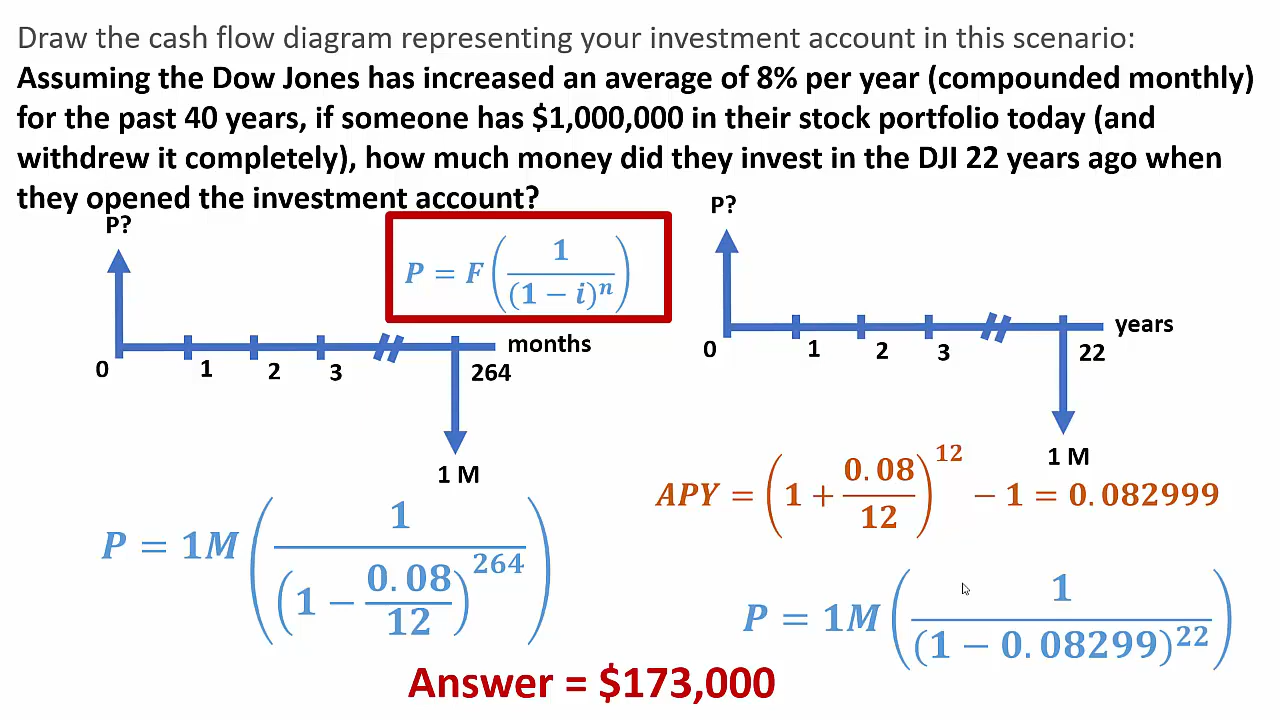 Draw the cash flow diagram representing your investment account in this scenario:
Assuming the Dow Jones has increased an average of 8% per year (compounded monthly)
for the past 40 years, if someone has $1,000,000 in their stock portfolio today (and
withdrew it completely), how much money did they invest in the DJI 22 years ago when
they opened the investment account?
P?
P = F(1/(1 − i)^n)
months
0 1 2 3 264
1 M
P = 1M(1/(1 − 0.08/12)^264)
P?
years
0 1 2 3 22
1 M
APY = (1 + 0.08/12)^12 − 1 = 0.082999
P = 1M(1/(1 − 0.08299)^22)
Answer = $173,000